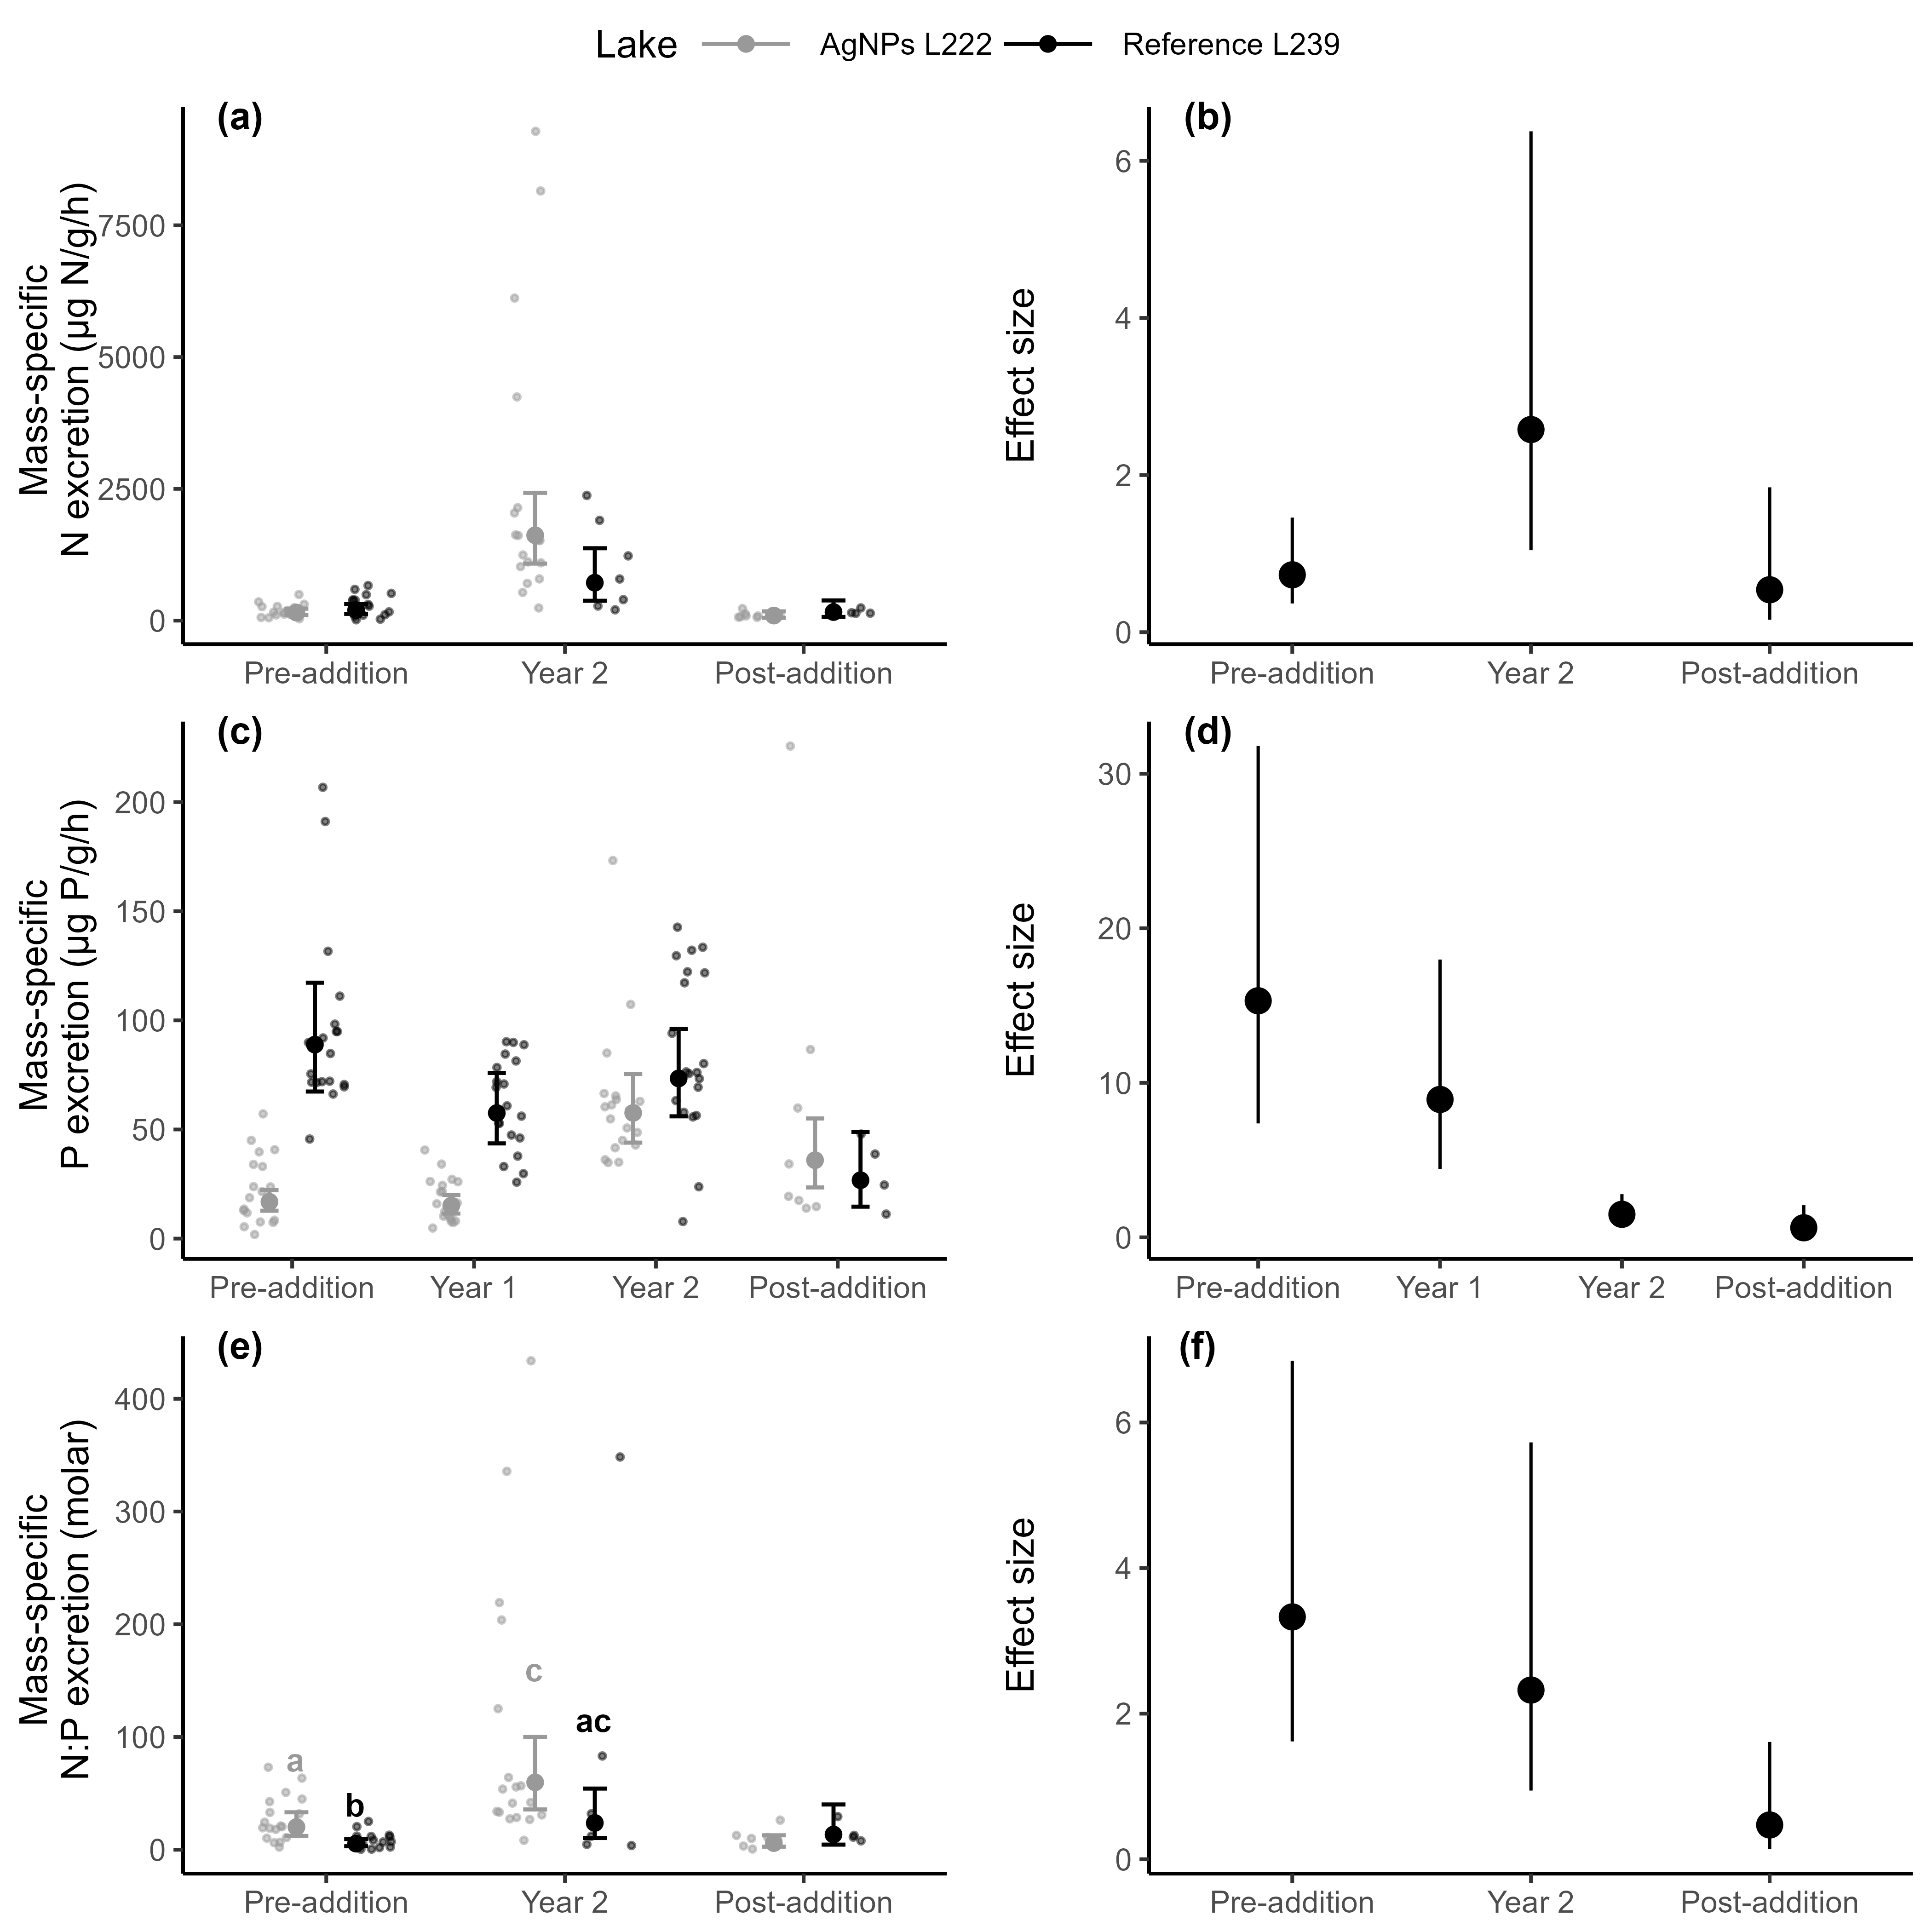 Lake AgNPs L222 Reference L239
(a)
Mass-specific
N excretion (µg N/g/h)
7500
5000
2500
0
Pre-addition Year 2 Post-addition
(b)
Effect size
6
4
2
0
Pre-addition Year 2 Post-addition
(c)
Mass-specific
P excretion (µg P/g/h)
200
150
100
50
0
Pre-addition Year 1 Year 2 Post-addition
(d)
Effect size
30
20
10
0
Pre-addition Year 1 Year 2 Post-addition
(e)
Mass-specific
N:P excretion (molar)
400
300
200
100
0
a
b
c
ac
Pre-addition Year 2 Post-addition
(f)
Effect size
6
4
2
0
Pre-addition Year 2 Post-addition